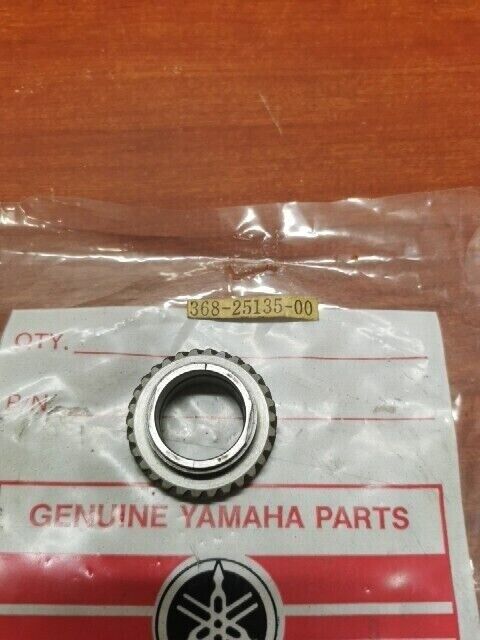 368-25135-00
QTY.
P/N
GENUINE YAMAHA PARTS